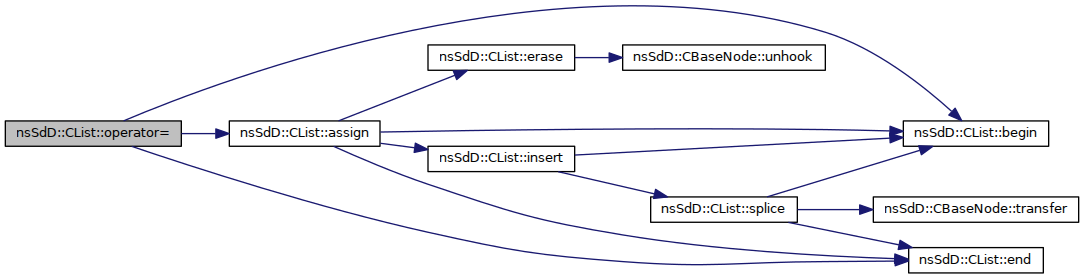 nsSdD::CList::erase
nsSdD::CBaseNode::unhook
nsSdD::CList::operator=
nsSdD::CList::assign
nsSdD::CList::begin
nsSdD::CList::insert
nsSdD::CList::splice
nsSdD::CBaseNode::transfer
nsSdD::CList::end